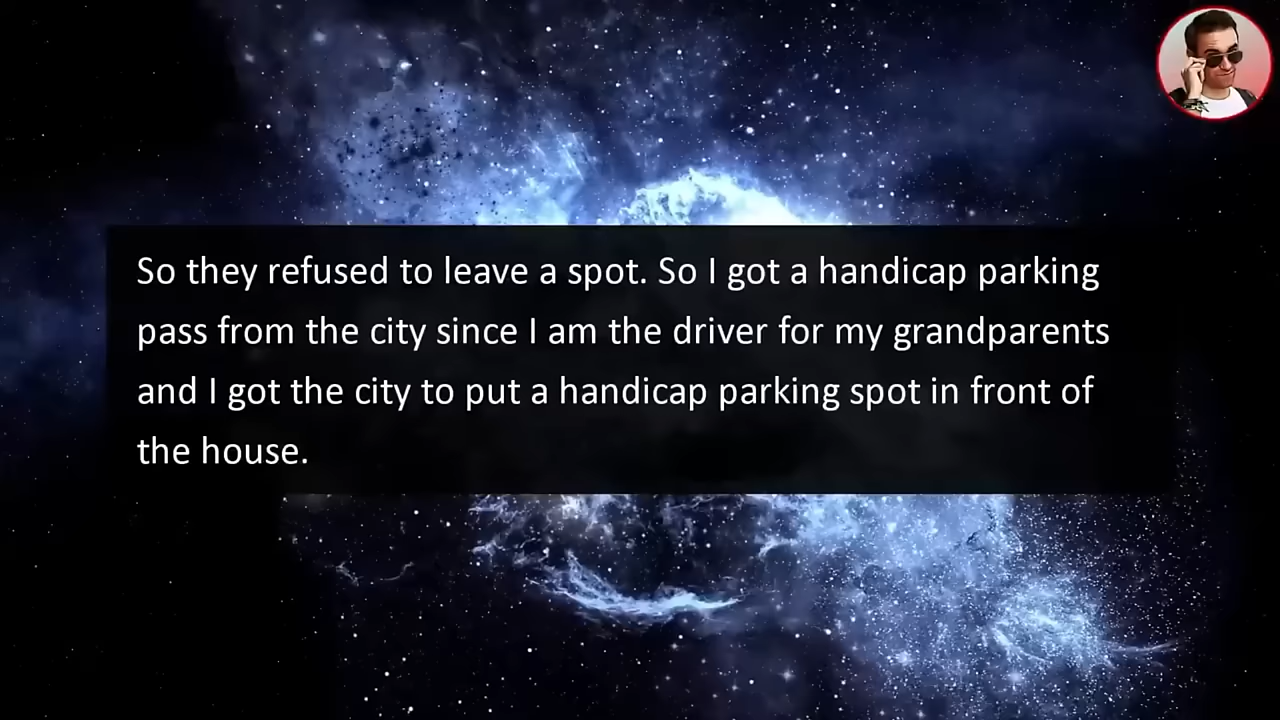 So they refused to leave a spot. So I got a handicap parking
pass from the city since I am the driver for my grandparents
and I got the city to put a handicap parking spot in front of
the house.